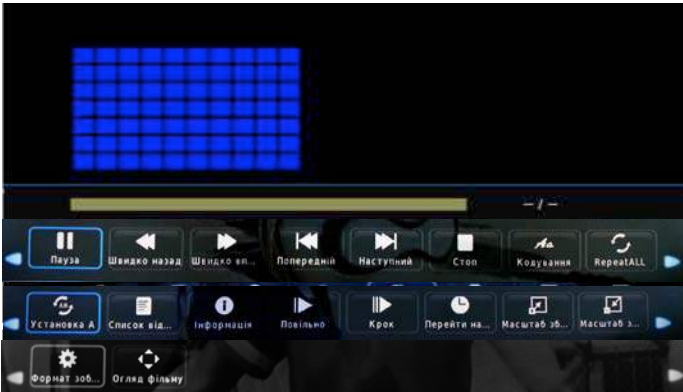 -/-
Пауза Швидко назад Швидко вп... Попередній Наступний Стоп Кодування RepeatALL
Установка A Список від... Інформація Повільно Крок Перейти на... Масштаб зб... Масштаб з...
Формат зоб... Огляд фільму